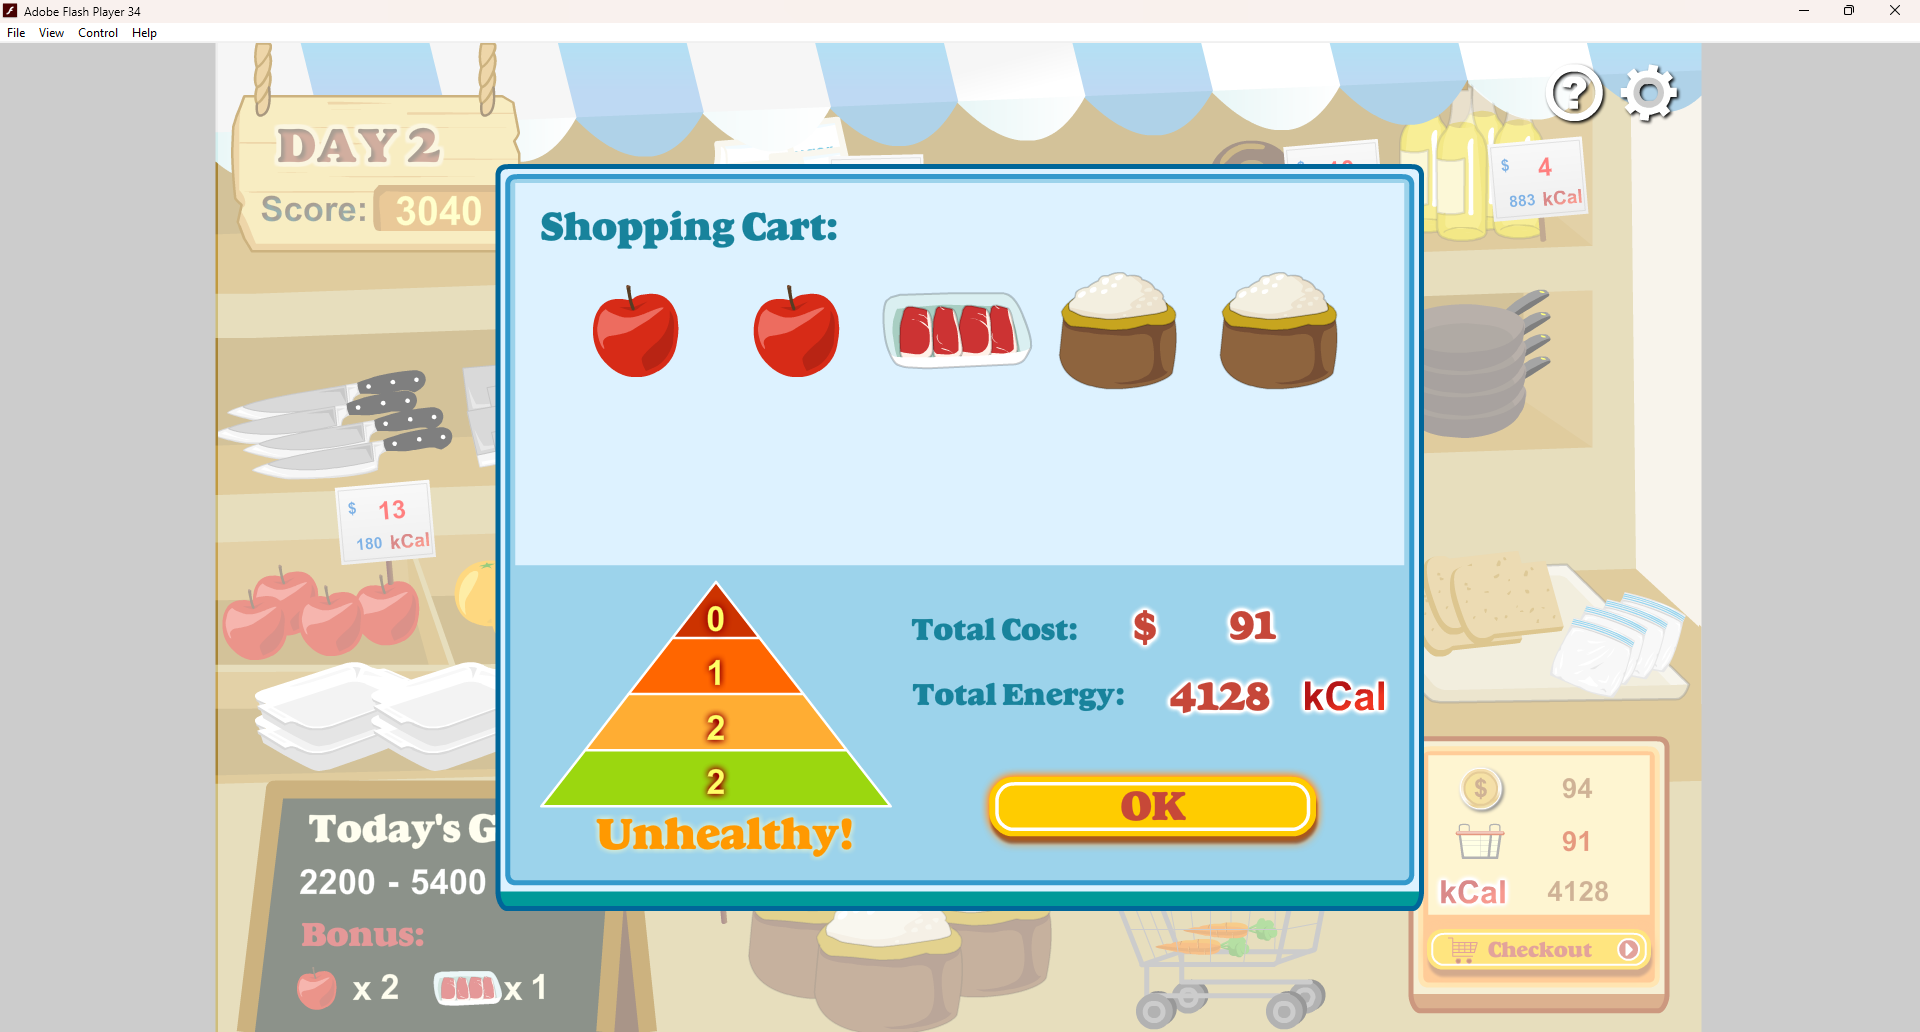 Adobe Flash Player 34
File View Control Help
DAY 2
Score: 3040
$ 4
883 kCal
Shopping Cart:
$ 13
180 kCal
0
1
2
2
Unhealthy!
Total Cost: $ 91
Total Energy: 4128 kCal
OK
Today's G
2200 - 5400
Bonus:
x 2
x 1
$ 94
91
kCal 4128
Checkout